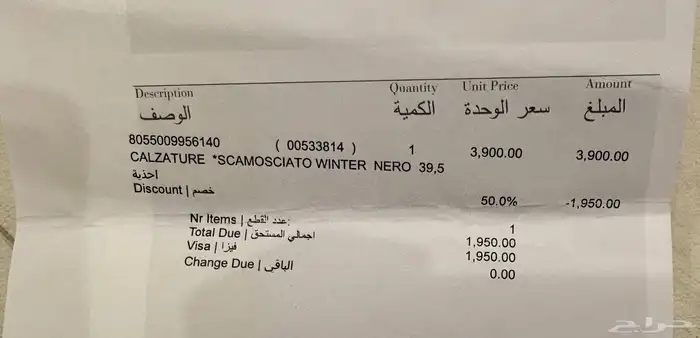 Description Quantity Unit Price Amount
الوصف الكمية سعر الوحدة المبلغ
8055009956140 ( 00533814 ) 1 3,900.00 3,900.00
CALZATURE *SCAMOSCIATO WINTER NERO 39,5
احذية
Discount | خصم 50.0% -1,950.00
Nr Items | عدد القطع: 1
Total Due | اجمالي المستحق 1,950.00
Visa | فيزا 1,950.00
Change Due | الباقي 0.00
حراج